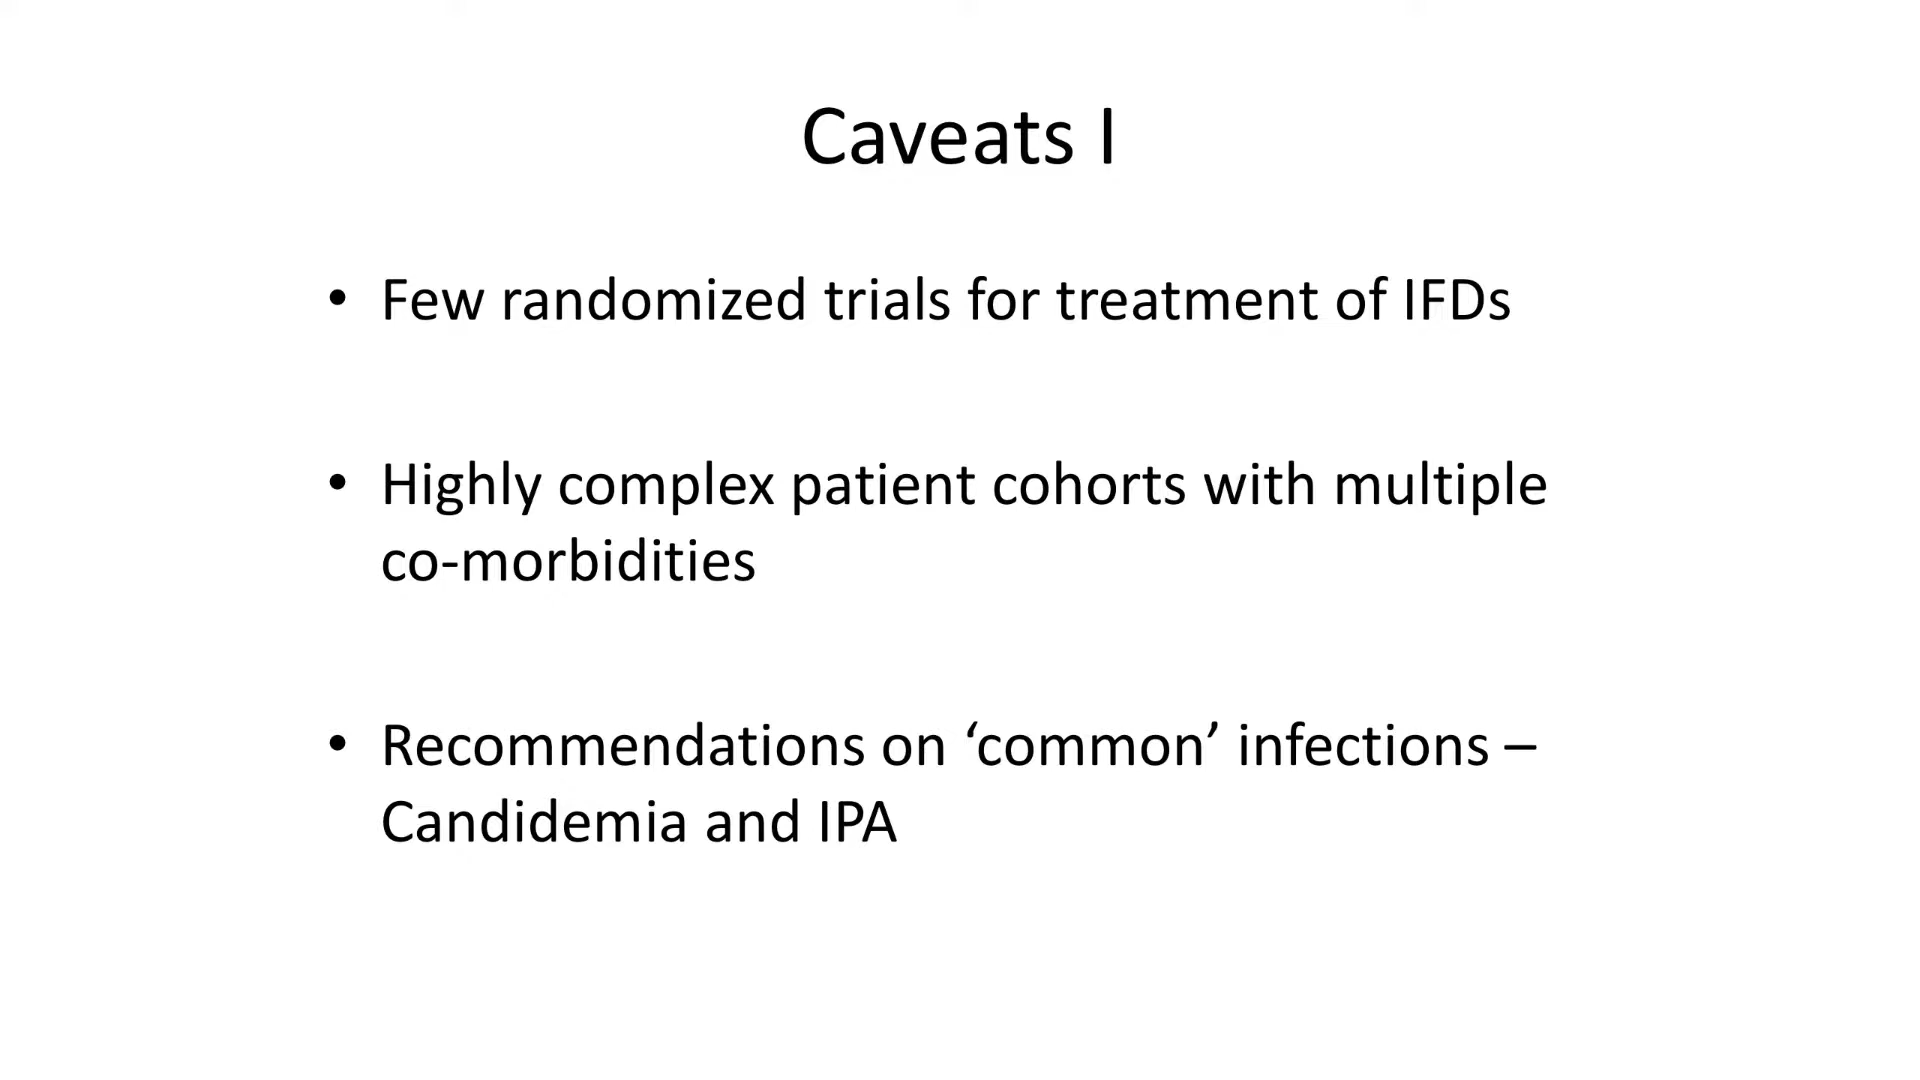 Caveats I
• Few randomized trials for treatment of IFDs
• Highly complex patient cohorts with multiple
co-morbidities
• Recommendations on ‘common’ infections –
Candidemia and IPA